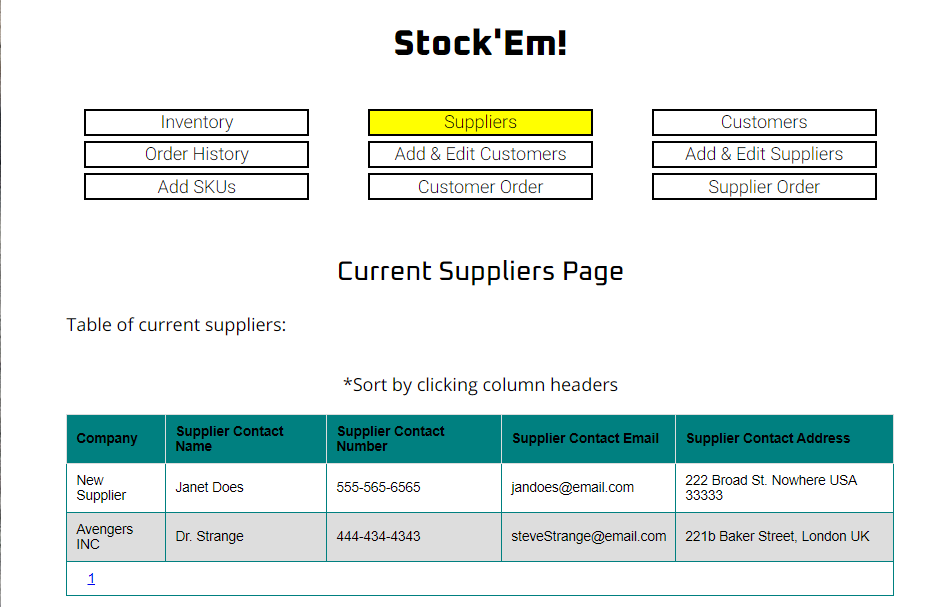 Stock'Em!
Inventory
Suppliers
Customers
Order History
Add & Edit Customers
Add & Edit Suppliers
Add SKUs
Customer Order
Supplier Order
Current Suppliers Page
Table of current suppliers:
*Sort by clicking column headers
Company
Supplier Contact
Name
Supplier Contact
Number
Supplier Contact Email
Supplier Contact Address
New
Supplier
Janet Does
555-565-6565
jandoes@email.com
222 Broad St. Nowhere USA
33333
Avengers
INC
Dr. Strange
444-434-4343
steveStrange@email.com
221b Baker Street, London UK
1